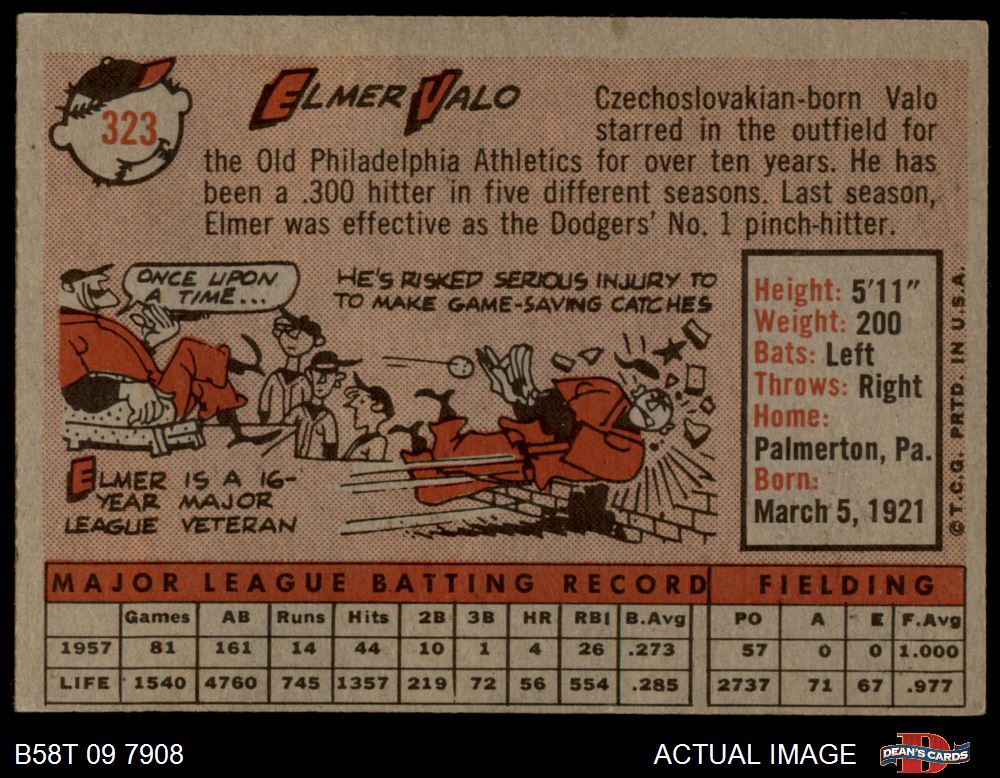 323
ELMER VALO
Czechoslovakian-born Valo
starred in the outfield for
the Old Philadelphia Athletics for over ten years. He has
been a .300 hitter in five different seasons. Last season,
Elmer was effective as the Dodgers' No. 1 pinch-hitter.
ONCE UPON
A TIME...
HE'S RISKED SERIOUS INJURY TO
TO MAKE GAME-SAVING CATCHES
ELMER IS A 16-
YEAR MAJOR
LEAGUE VETERAN
Height: 5'11"
Weight: 200
Bats: Left
Throws: Right
Home:
Palmerton, Pa.
Born:
March 5, 1921
© T.C.G. PRTD. IN U.S.A.
MAJOR LEAGUE BATTING RECORD FIELDING
Games AB Runs Hits 2B 3B HR RBI B.Avg PO A E F.Avg
1957 81 161 14 44 10 1 4 26 .273 57 0 0 1.000
LIFE 1540 4760 745 1357 219 72 56 554 .285 2737 71 67 .977
B58T 09 7908
ACTUAL IMAGE
D
DEAN'S CARDS